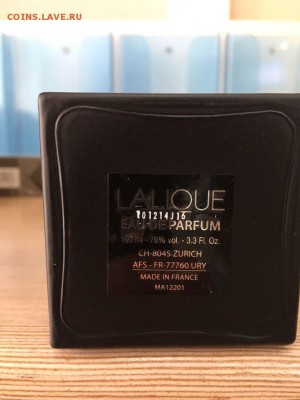 COINS.LAVE.RU
LALIQUE
T01214J16
EAU DE PARFUM
100 ml - 79% vol. - 3.3 Fl. Oz.
CH-8045.ZURICH
AFS - FR-77760 URY
MADE IN FRANCE
MA12201